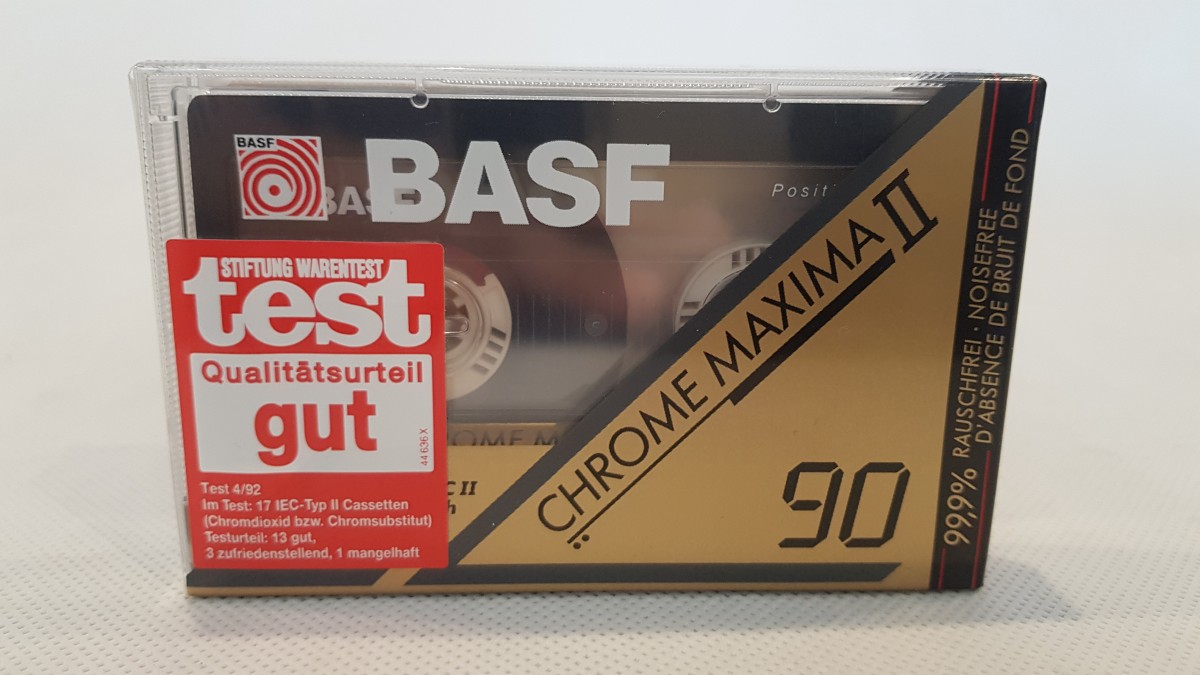 BASF
BASF
Positi
STIFTUNG WARENTEST
test
Qualitätsurteil
gut
44 636 X
Test 4/92
Im Test: 17 IEC-Typ II Cassetten
(Chromdioxid bzw. Chromsubstitut)
Testurteil: 13 gut,
3 zufriedenstellend, 1 mangelhaft
CHROME MAXIMA II
90
99,9% RAUSCHFREI · NOISEFREE
D'ABSENCE DE BRUIT DE FOND